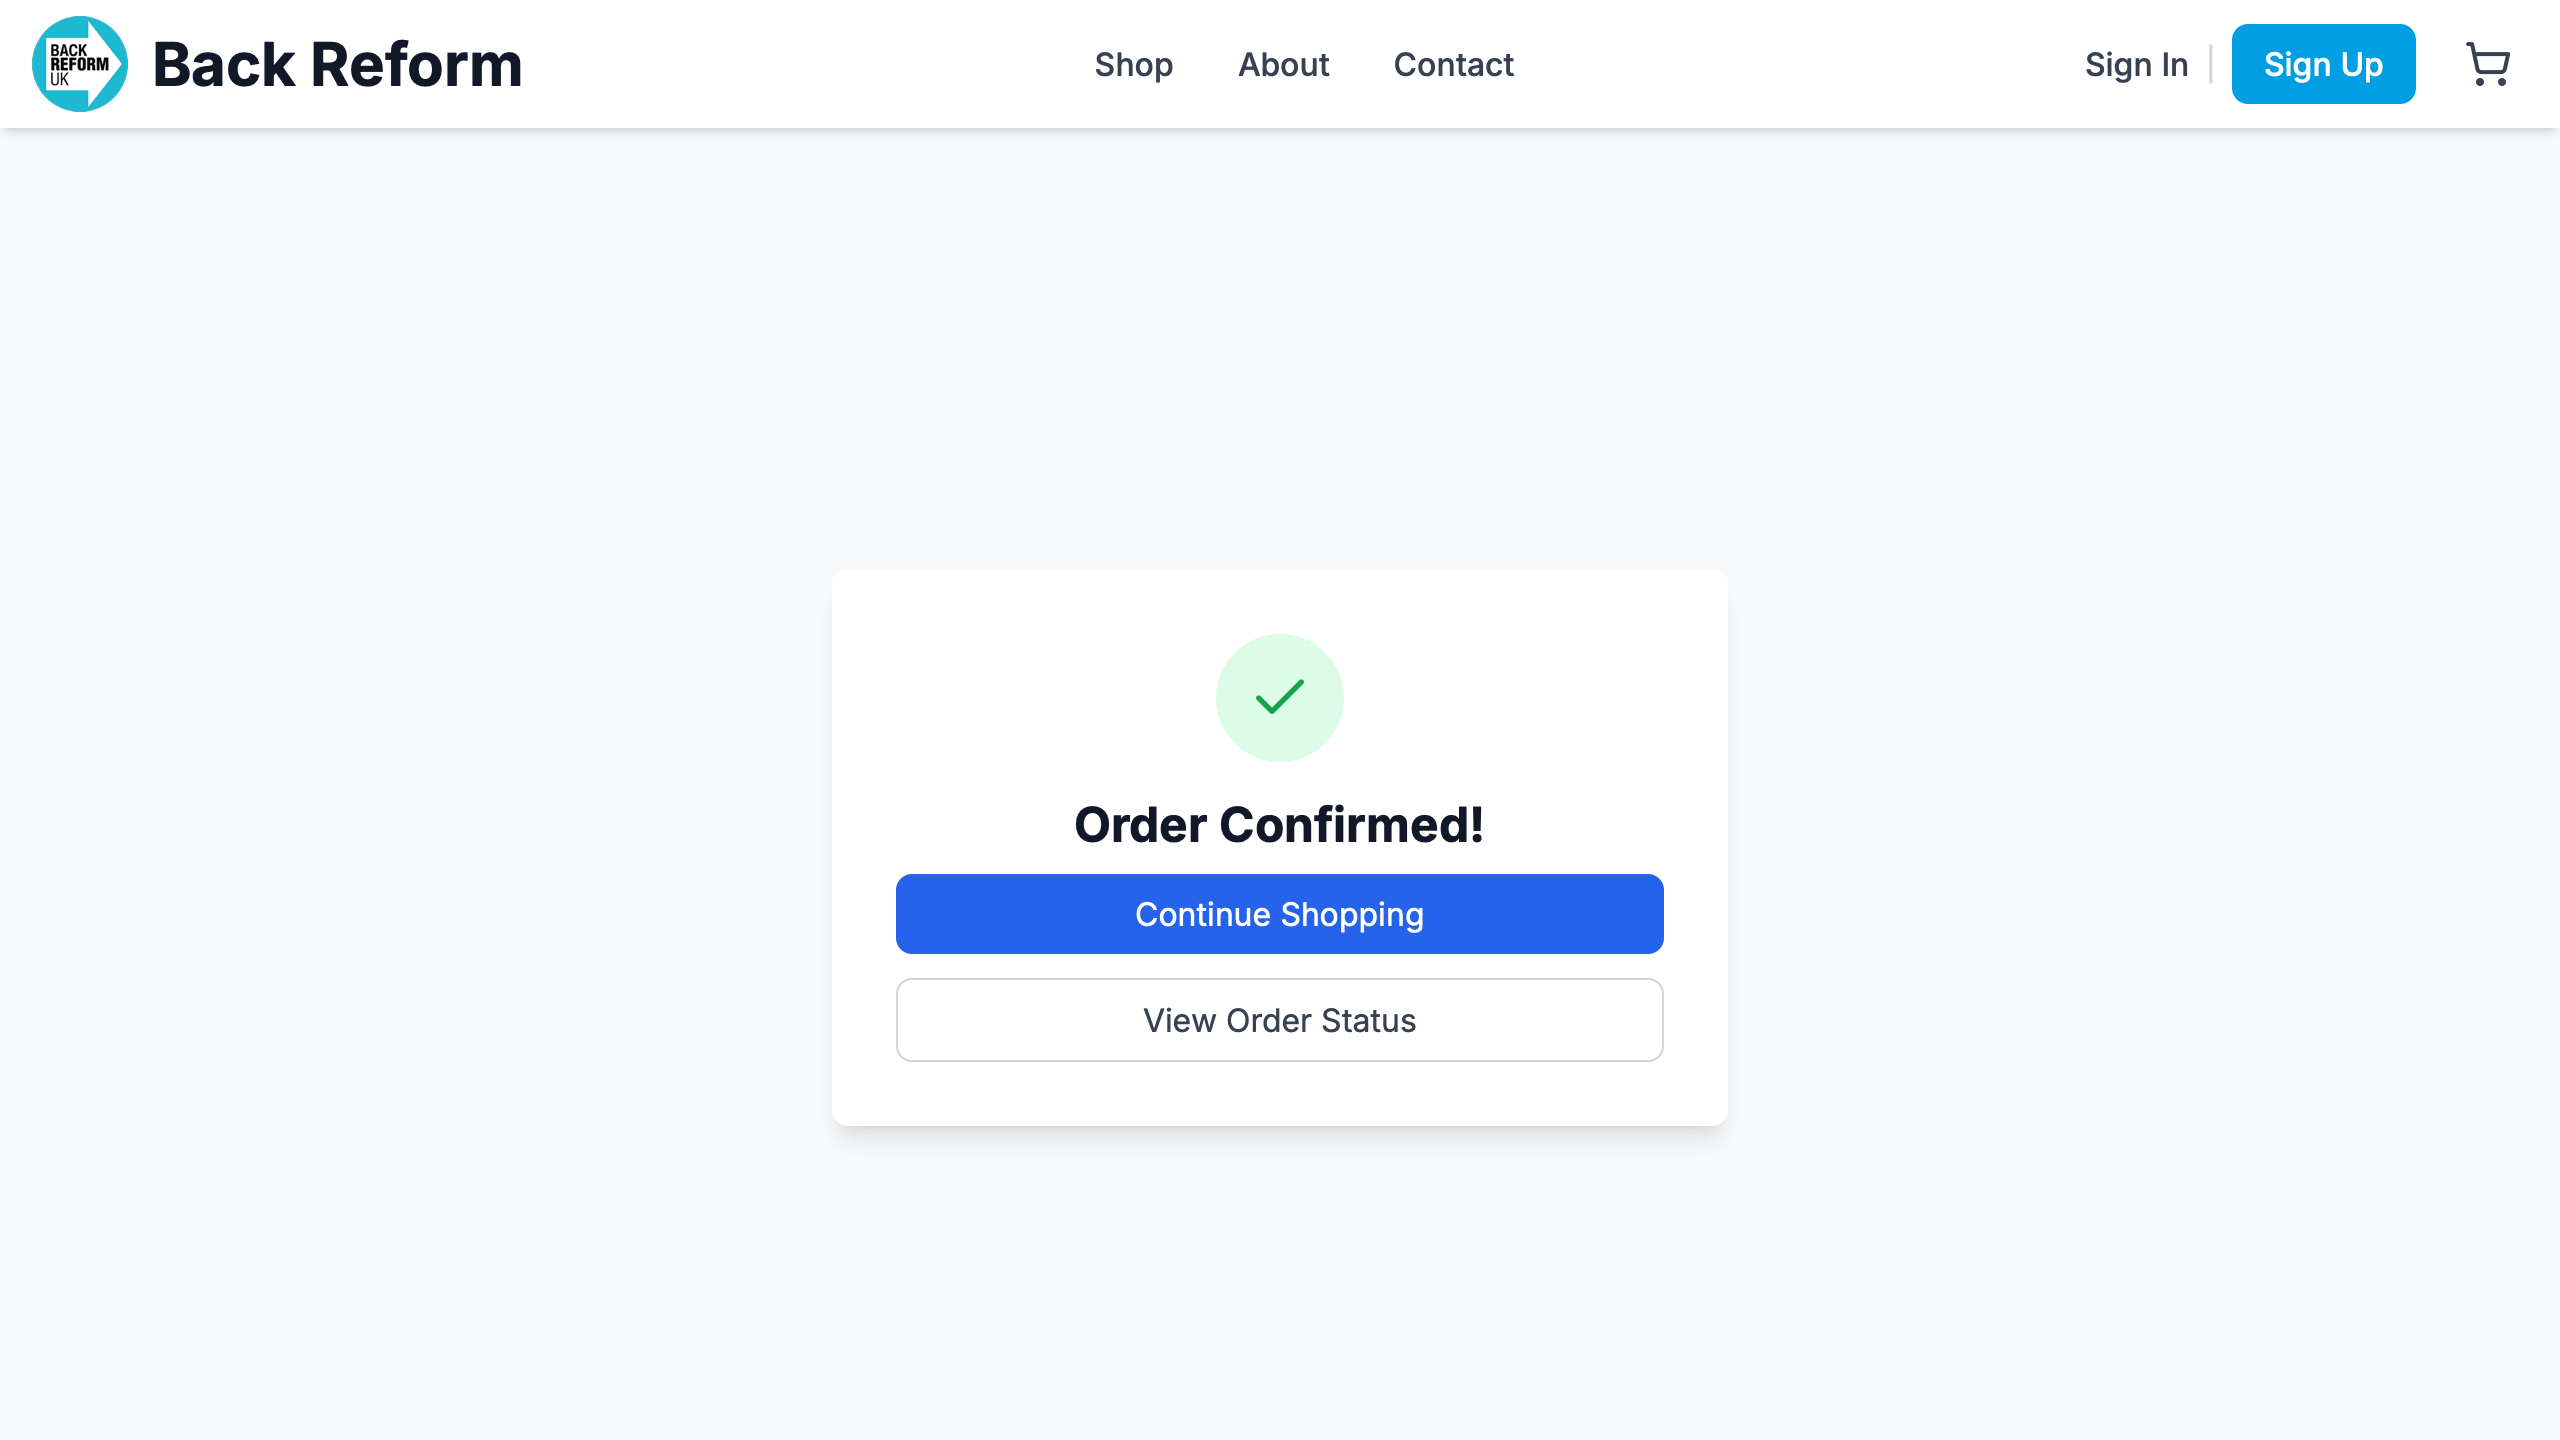 BACK
REFORM
UK
Back Reform
Shop
About
Contact
Sign In
Sign Up
Order Confirmed!
Continue Shopping
View Order Status